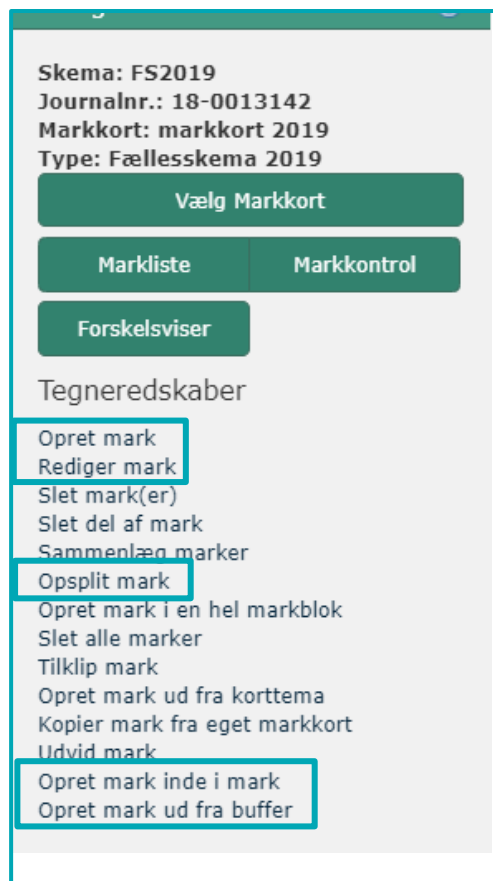 Skema: FS2019
Journalnr.: 18-0013142
Markkort: markkort 2019
Type: Fællesskema 2019
Vælg Markkort
Markliste Markkontrol
Forskelsviser
Tegneredskaber
Opret mark
Rediger mark
Slet mark(er)
Slet del af mark
Sammenlæg marker
Opsplit mark
Opret mark i en hel markblok
Slet alle marker
Tilklip mark
Opret mark ud fra korttema
Kopier mark fra eget markkort
Udvid mark
Opret mark inde i mark
Opret mark ud fra buffer